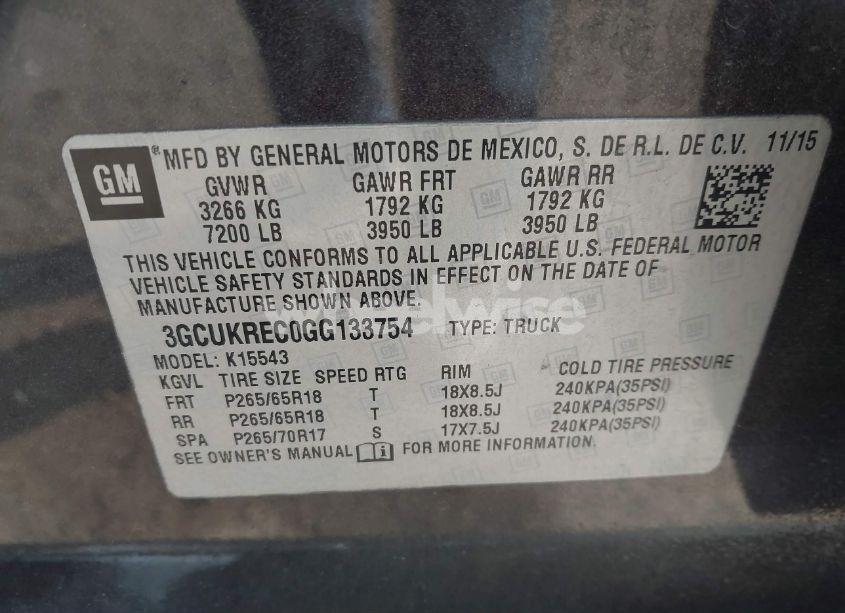 GM
® MFD BY GENERAL MOTORS DE MEXICO, S. DE R.L. DE C.V. 11/15
GVWR GAWR FRT GAWR RR
3266 KG 1792 KG 1792 KG
7200 LB 3950 LB 3950 LB
THIS VEHICLE CONFORMS TO ALL APPLICABLE U.S. FEDERAL MOTOR
VEHICLE SAFETY STANDARDS IN EFFECT ON THE DATE OF
MANUFACTURE SHOWN ABOVE.
wheelwise
3GCUKREC0GG133754 TYPE: TRUCK
MODEL: K15543
KGVL TIRE SIZE SPEED RTG RIM COLD TIRE PRESSURE
FRT P265/65R18 T 18X8.5J 240KPA(35PSI)
RR P265/65R18 T 18X8.5J 240KPA(35PSI)
SPA P265/70R17 S 17X7.5J 240KPA(35PSI)
SEE OWNER'S MANUAL FOR MORE INFORMATION.